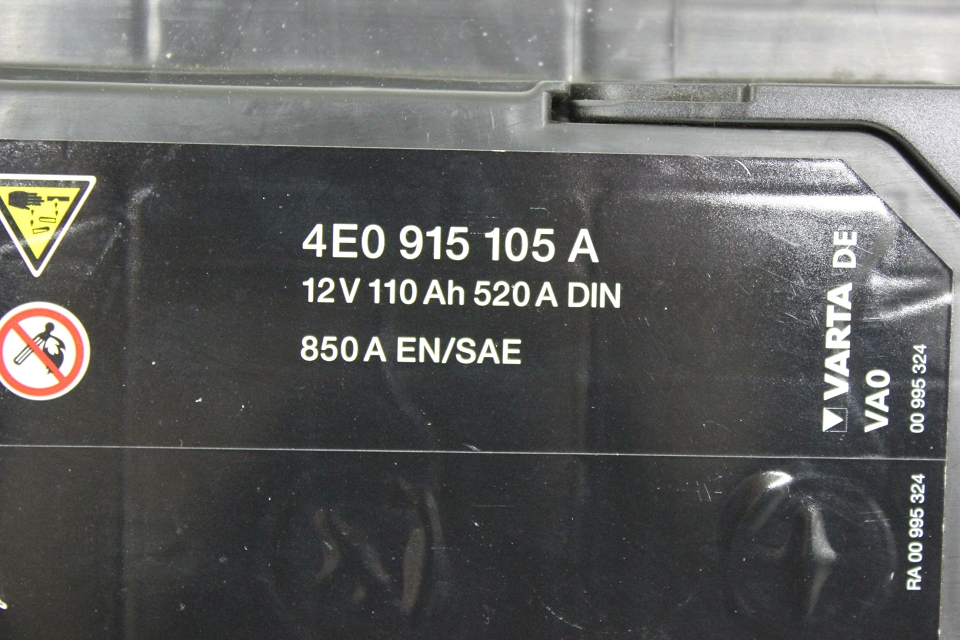 4E0 915 105 A
12V 110 Ah 520 A DIN
850 A EN/SAE
VARTA DE
VA0
00 995 324
RA 00 995 324